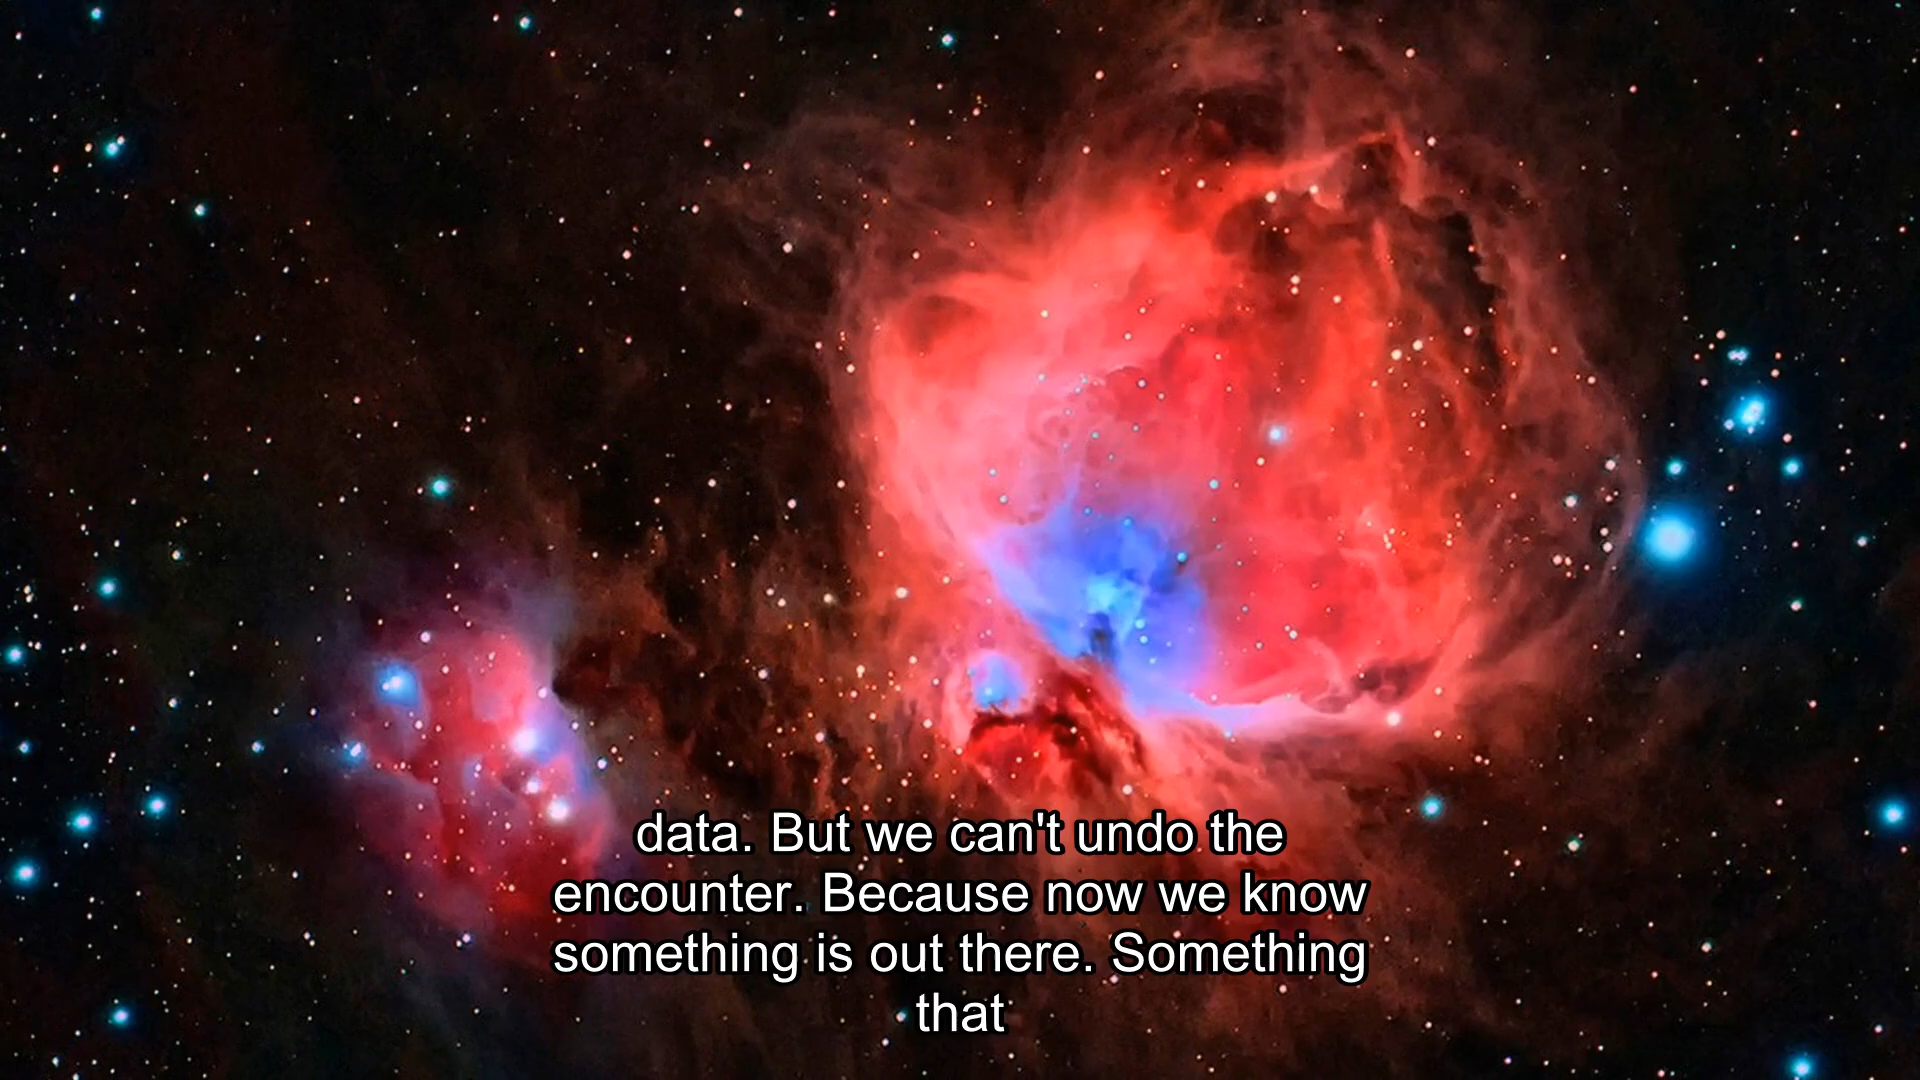 data. But we can't undo the
encounter. Because now we know
something is out there. Something
that